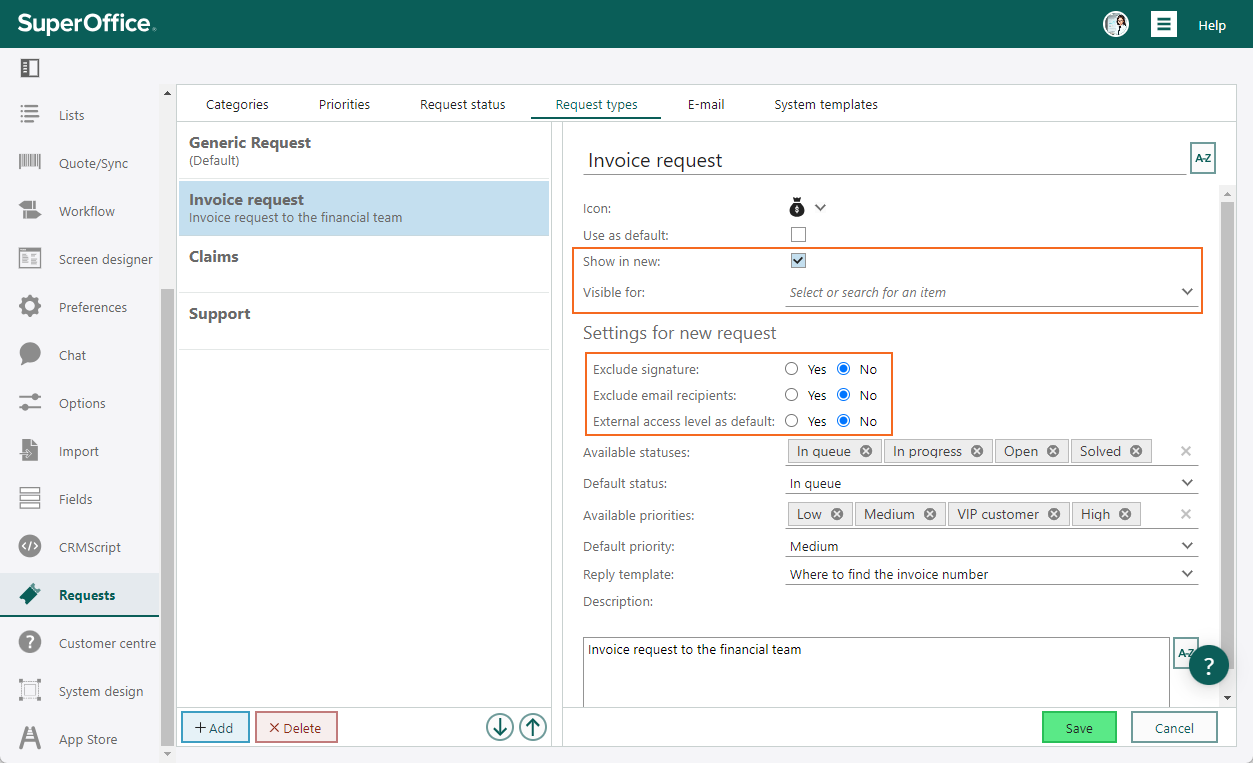 SuperOffice®
Help
Lists
Quote/Sync
Workflow
Screen designer
Preferences
Chat
Options
Import
Fields
CRMScript
Requests
Customer centre
System design
App Store
Categories Priorities Request status Request types E-mail System templates
Generic Request
(Default)
Invoice request
Invoice request to the financial team
Claims
Support
+ Add
Delete
Invoice request
A-Z
Icon:
Use as default:
Show in new:
Visible for: Select or search for an item
Settings for new request
Exclude signature: Yes No
Exclude email recipients: Yes No
External access level as default: Yes No
Available statuses: In queue In progress Open Solved
Default status: In queue
Available priorities: Low Medium VIP customer High
Default priority: Medium
Reply template: Where to find the invoice number
Description:
Invoice request to the financial team
A-Z
?
Save Cancel